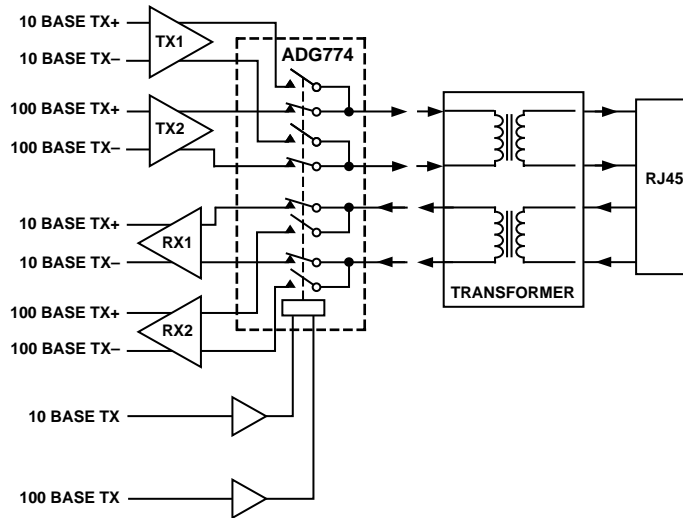 10 BASE TX+
TX1
10 BASE TX–
ADG774
100 BASE TX+
TX2
100 BASE TX–
RJ45
10 BASE TX+
RX1
10 BASE TX–
TRANSFORMER
100 BASE TX+
RX2
100 BASE TX–
10 BASE TX
100 BASE TX